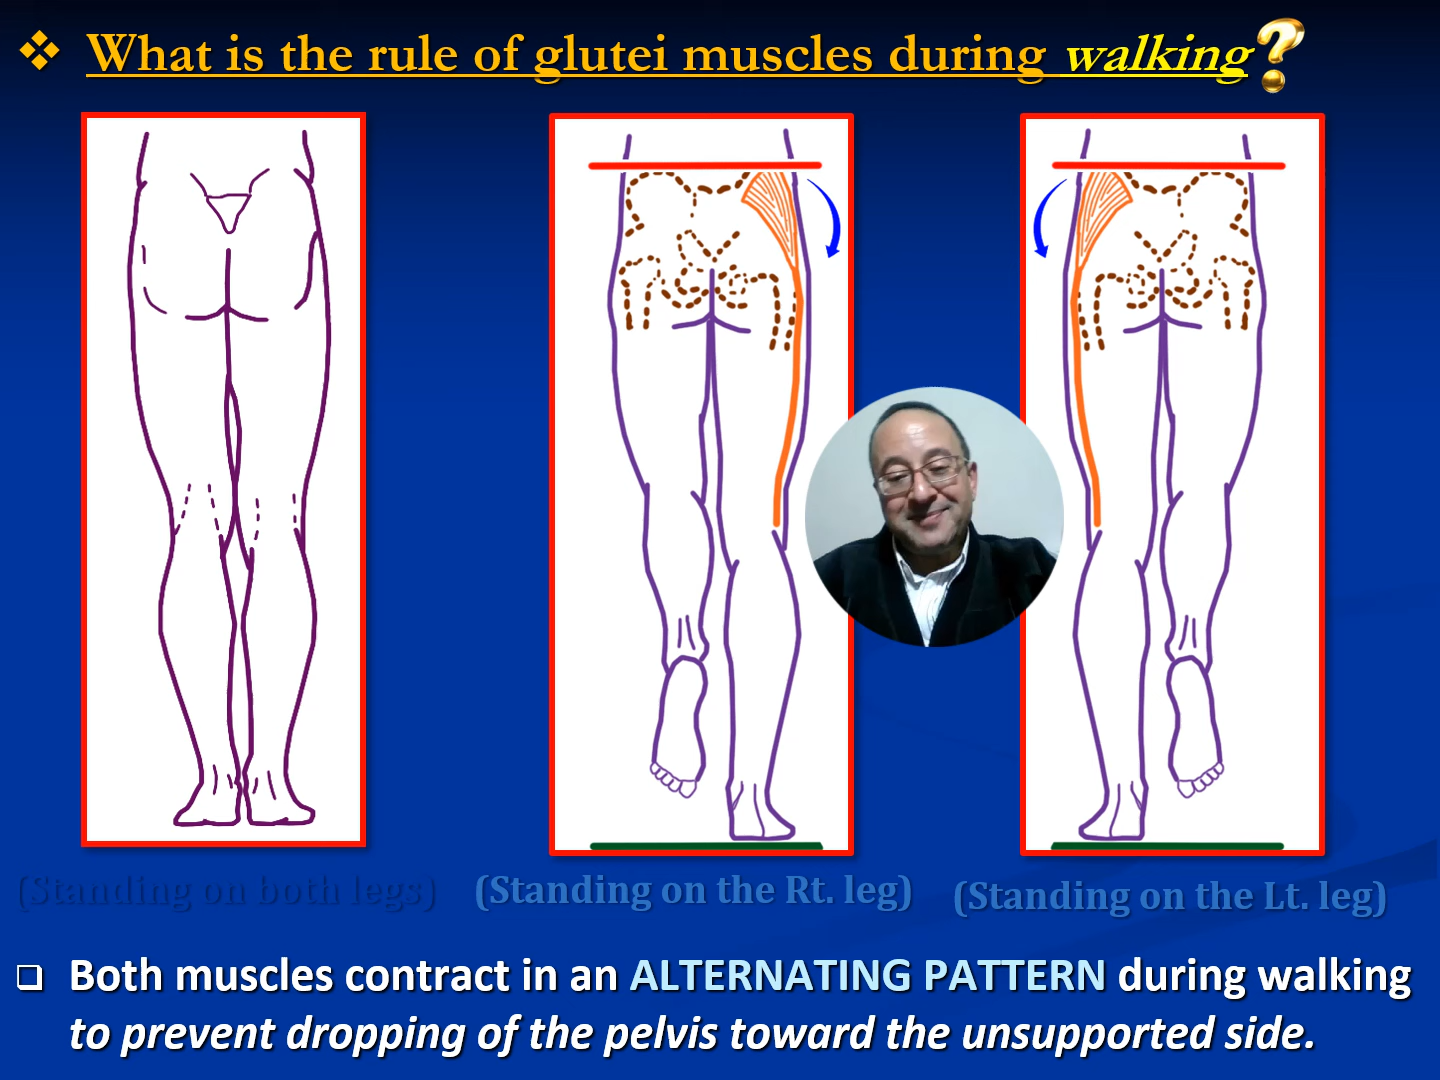 What is the rule of glutei muscles during walking?
(Standing on both legs)
(Standing on the Rt. leg)
(Standing on the Lt. leg)
Both muscles contract in an ALTERNATING PATTERN during walking
to prevent dropping of the pelvis toward the unsupported side.